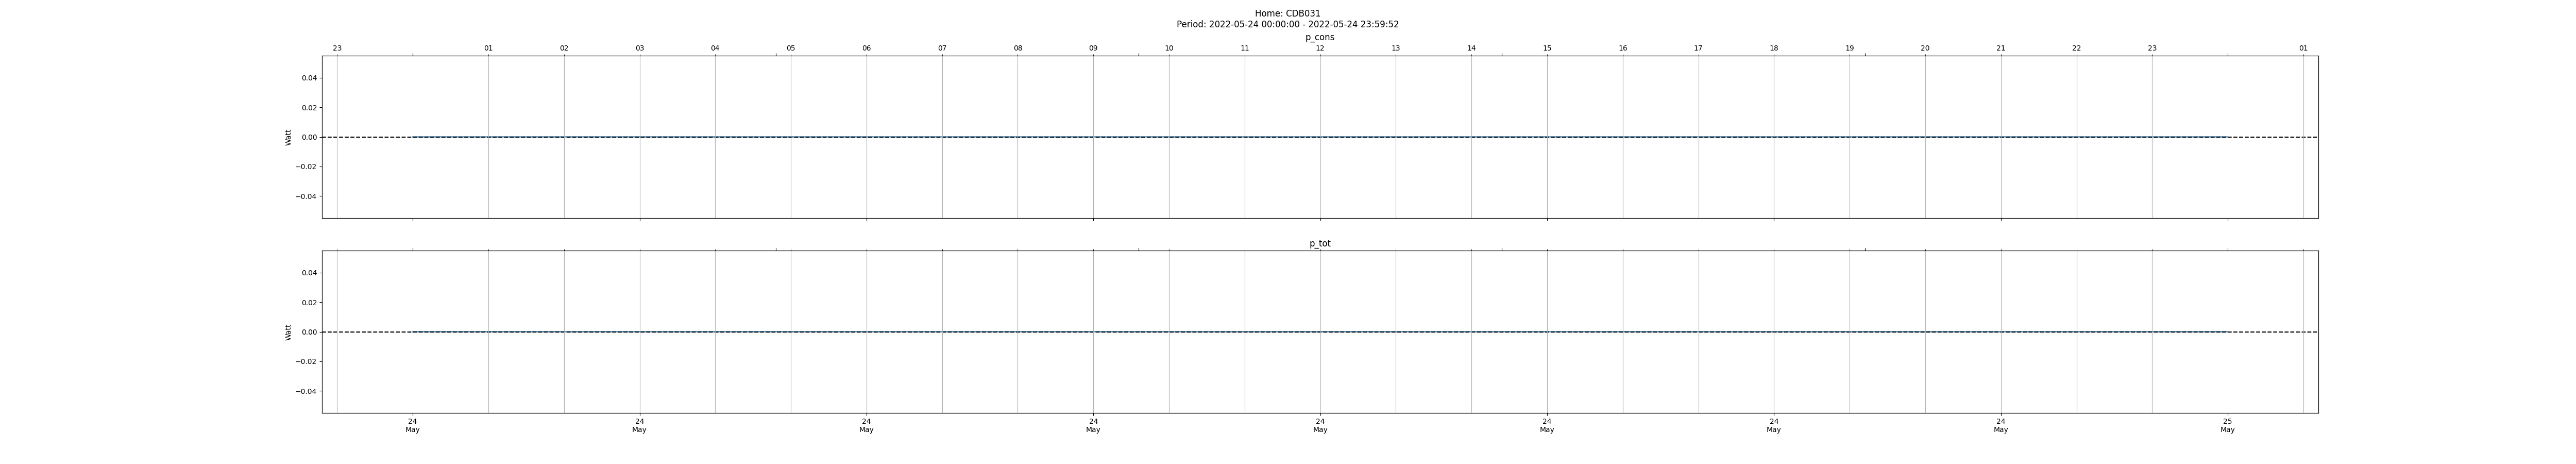 Home: CDB031
Period: 2022-05-24 00:00:00 - 2022-05-24 23:59:52
p_cons
23 01 02 03 04 05 06 07 08 09 10 11 12 13 14 15 16 17 18 19 20 21 22 23 01
0.04
0.02
0.00
−0.02
−0.04
Watt
p_tot
0.04
0.02
0.00
−0.02
−0.04
Watt
24 24 24 24 24 24 24 24 25
May May May May May May May May May